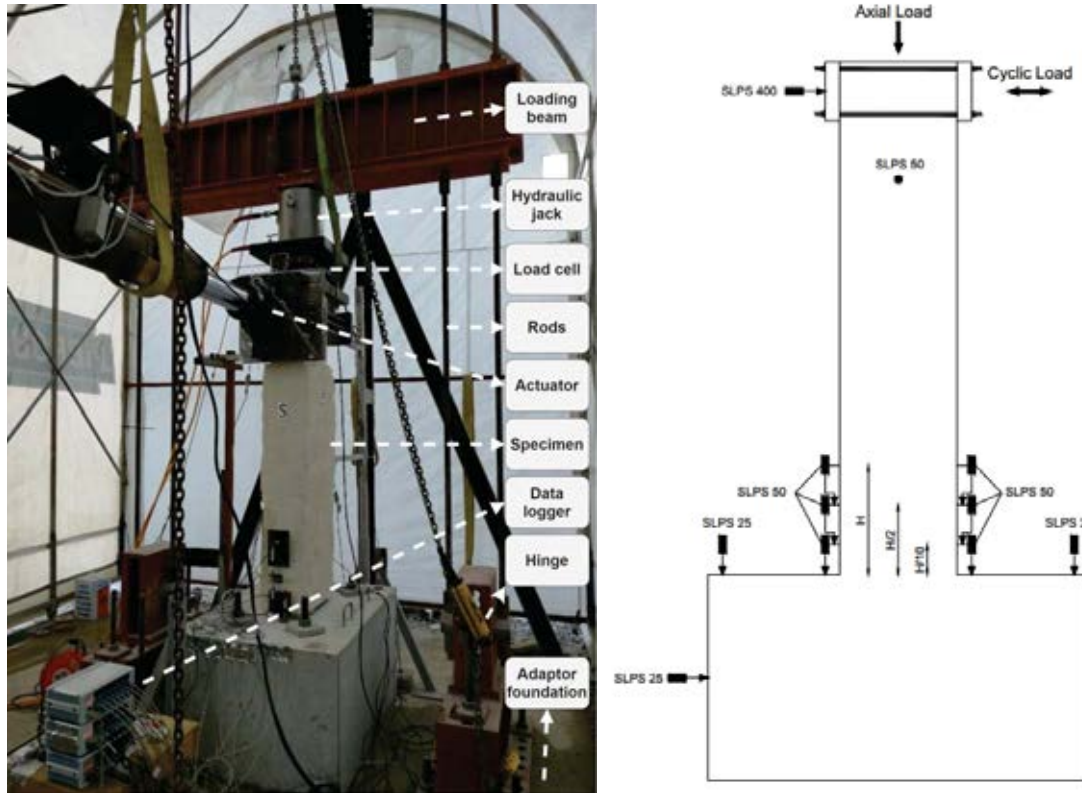 Loading
beam
Hydraulic
jack
Load cell
Rods
Actuator
Specimen
Data
logger
Hinge
Adaptor
foundation
S
Axial Load
Cyclic Load
SLPS 400
SLPS 50
SLPS 50
SLPS 50
SLPS 25
SLPS
H
H/2
H/10
SLPS 25